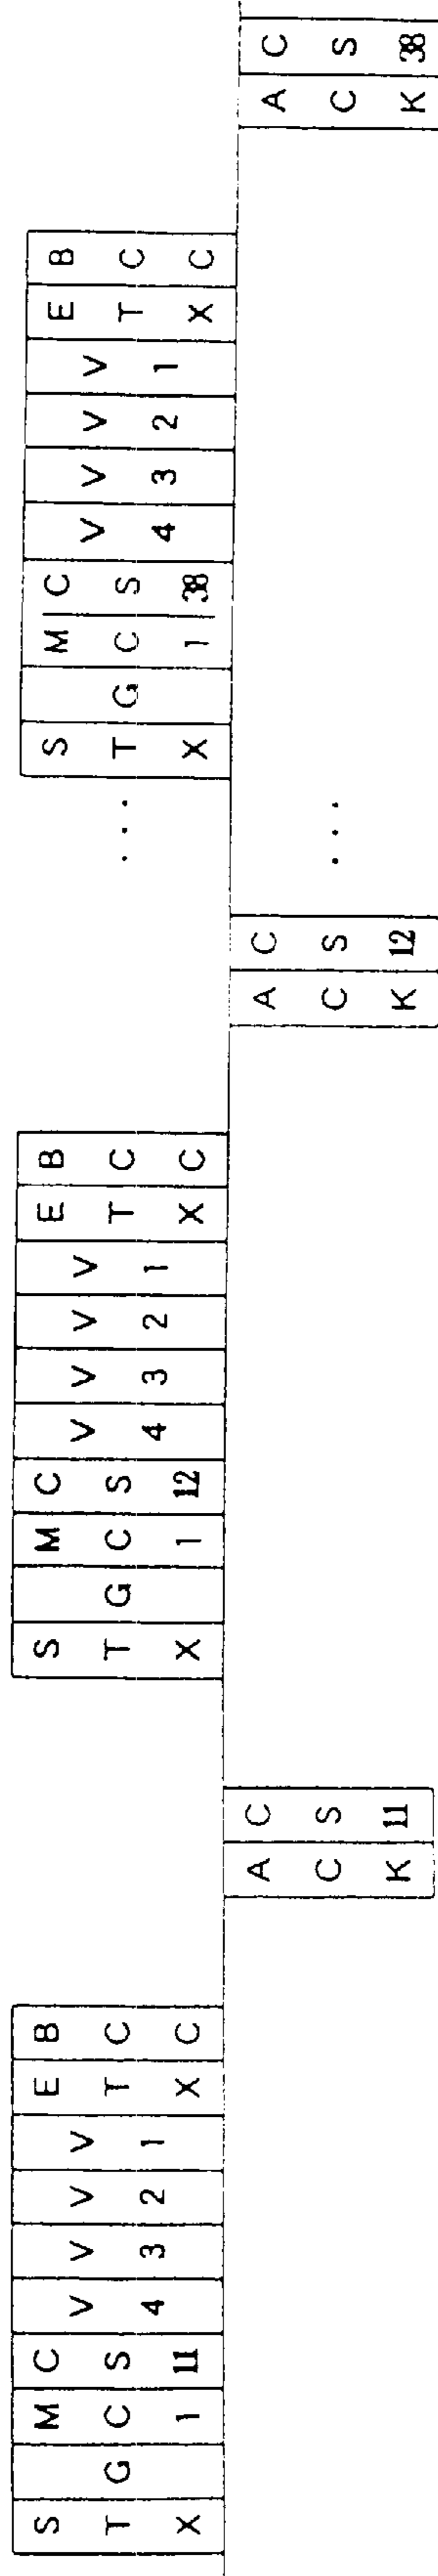 STX G MC1 CS11 V4 V3 V2 V1 ETX BCC
ACK CS11
STX G MC1 CS12 V4 V3 V2 V1 ETX BCC
ACK CS12
...
...
STX G MC1 CS38 V4 V3 V2 V1 ETX BCC
ACK CS38